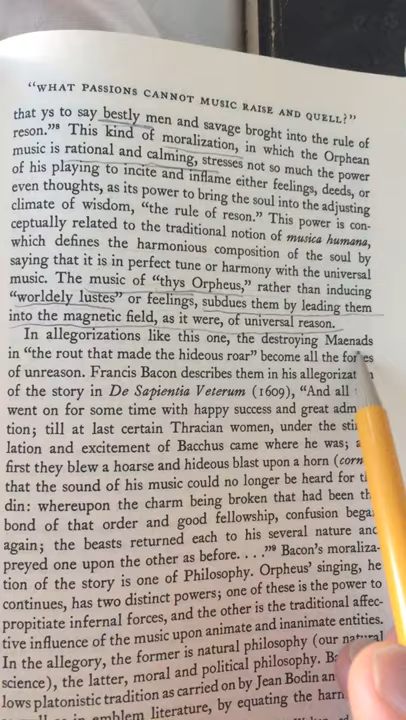 "WHAT PASSIONS CANNOT MUSIC RAISE AND QUELL?"
that ys to say bestly men and savage broght into the rule of
reson."⁸ This kind of moralization, in which the Orphean
music is rational and calming, stresses not so much the power
of his playing to incite and inflame either feelings, deeds, or
even thoughts, as its power to bring the soul into the adjusting
climate of wisdom, "the rule of reson." This power is con-
ceptually related to the traditional notion of musica humana,
which defines the harmonious composition of the soul by
saying that it is in perfect tune or harmony with the universal
music. The music of "thys Orpheus," rather than inducing
"worldely lustes" or feelings, subdues them by leading them
into the magnetic field, as it were, of universal reason.
In allegorizations like this one, the destroying Maenads
in "the rout that made the hideous roar" become all the forces
of unreason. Francis Bacon describes them in his allegorizat
of the story in De Sapientia Veterum (1609), "And all
went on for some time with happy success and great adm
tion; till at last certain Thracian women, under the sti
lation and excitement of Bacchus came where he was; a
first they blew a hoarse and hideous blast upon a horn (corn
that the sound of his music could no longer be heard for t
din: whereupon the charm being broken that had been th
bond of that order and good fellowship, confusion bega
again; the beasts returned each to his several nature and
preyed one upon the other as before. . . ."⁹ Bacon's moraliza-
tion of the story is one of Philosophy. Orpheus' singing, he
continues, has two distinct powers; one of these is the power to
propitiate infernal forces, and the other is the traditional affec-
tive influence of the music upon animate and inanimate entities.
In the allegory, the former is natural philosophy (our natural
science), the latter, moral and political philosophy. Ba
lows platonistic tradition as carried on by Jean Bodin an
in emblem literature, by equating the harm